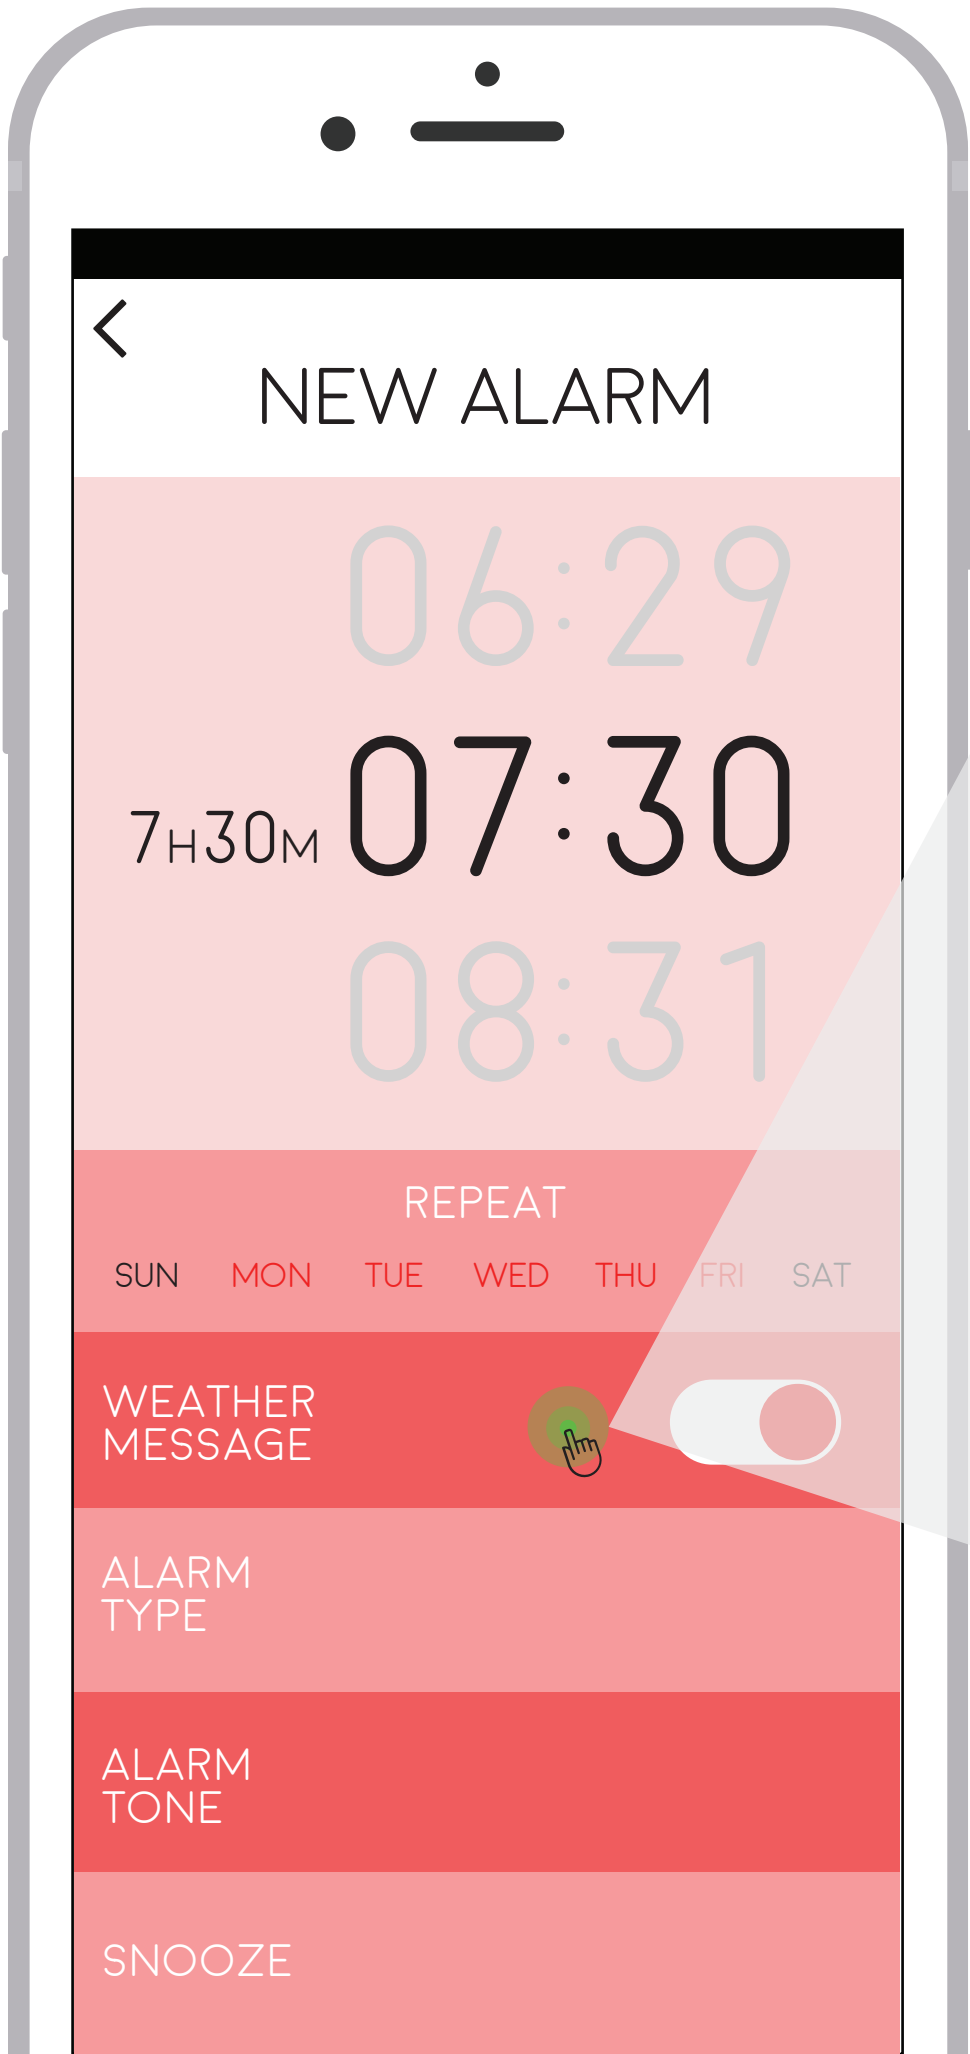 NEW ALARM
06:29
7H30M 07:30
08:31
REPEAT
SUN MON TUE WED THU FRI SAT
WEATHER
MESSAGE
ALARM
TYPE
ALARM
TONE
SNOOZE